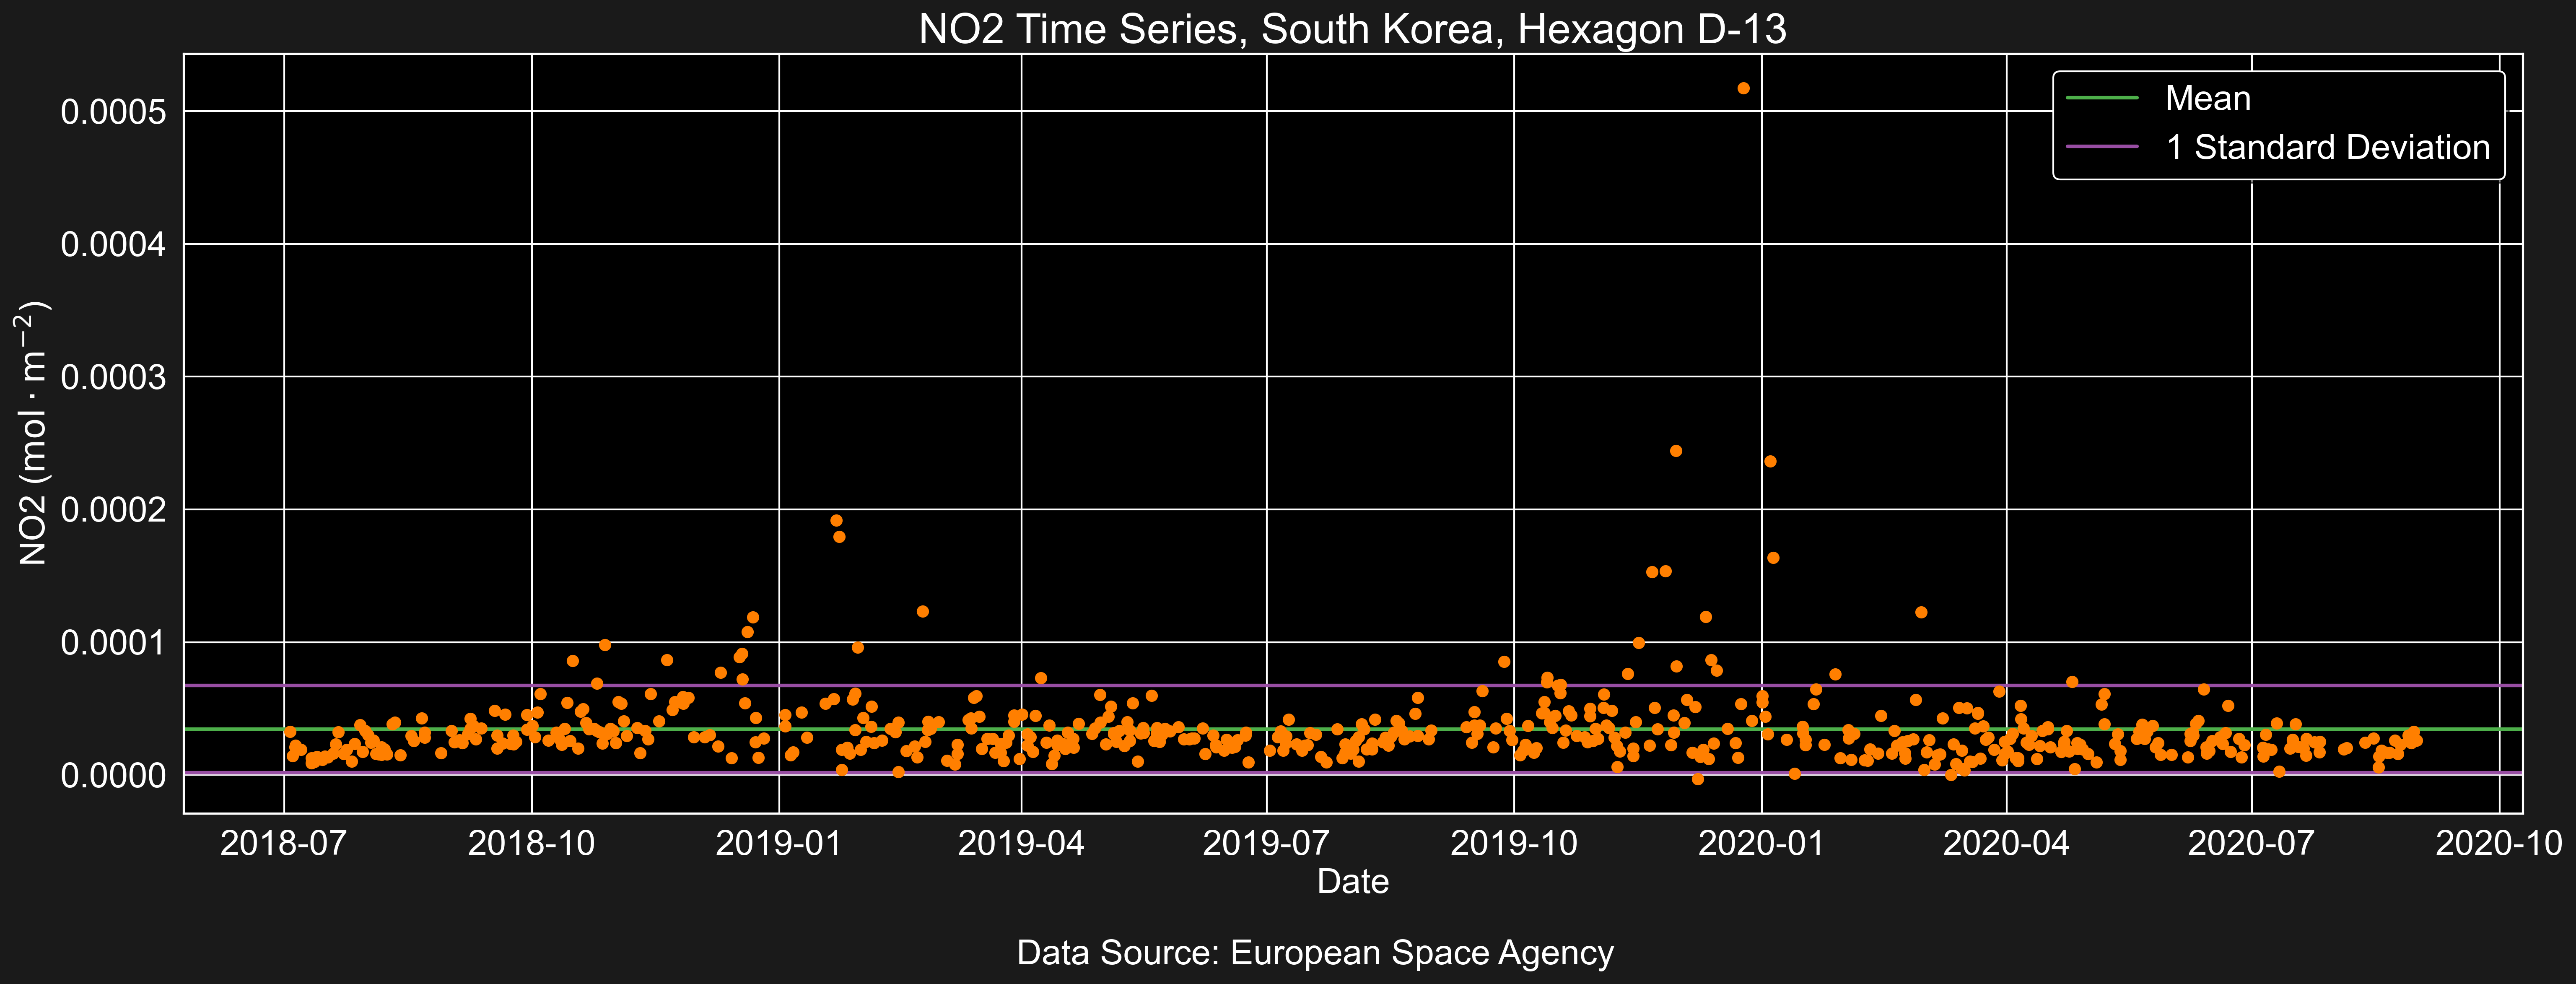 NO2 Time Series, South Korea, Hexagon D-13
Mean
1 Standard Deviation
NO2 (mol · m⁻²)
0.0005
0.0004
0.0003
0.0002
0.0001
0.0000
2018-07 2018-10 2019-01 2019-04 2019-07 2019-10 2020-01 2020-04 2020-07 2020-10
Date
Data Source: European Space Agency